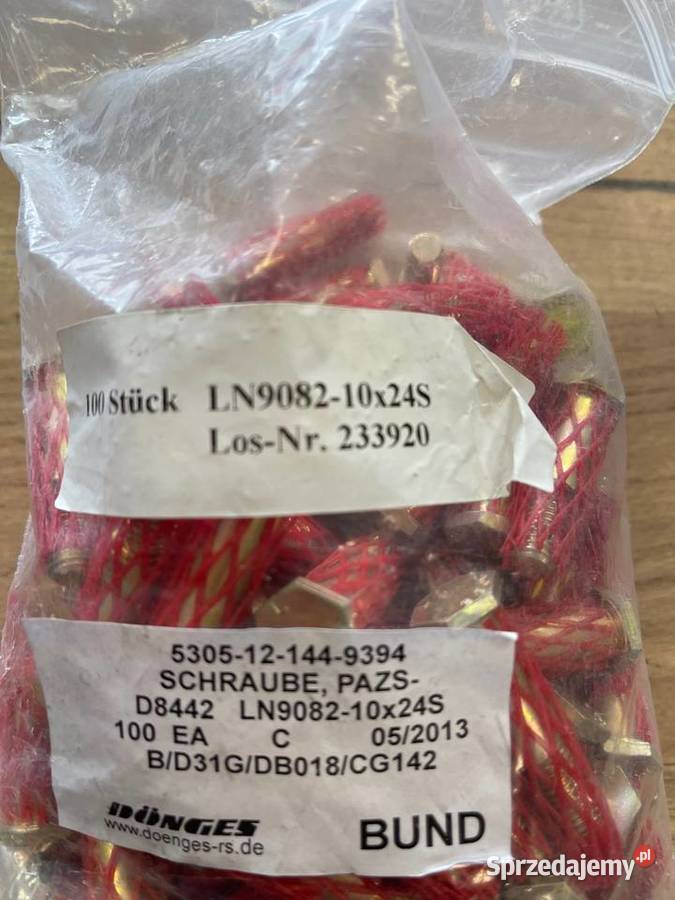 100 Stück LN9082-10x24S
Los-Nr. 233920
5305-12-144-9394
SCHRAUBE, PAZS-
D8442 LN9082-10x24S
100 EA C 05/2013
B/D31G/DB018/CG142
DÖNGES
www.doenges-rs.de
BUND
Sprzedajemy.pl